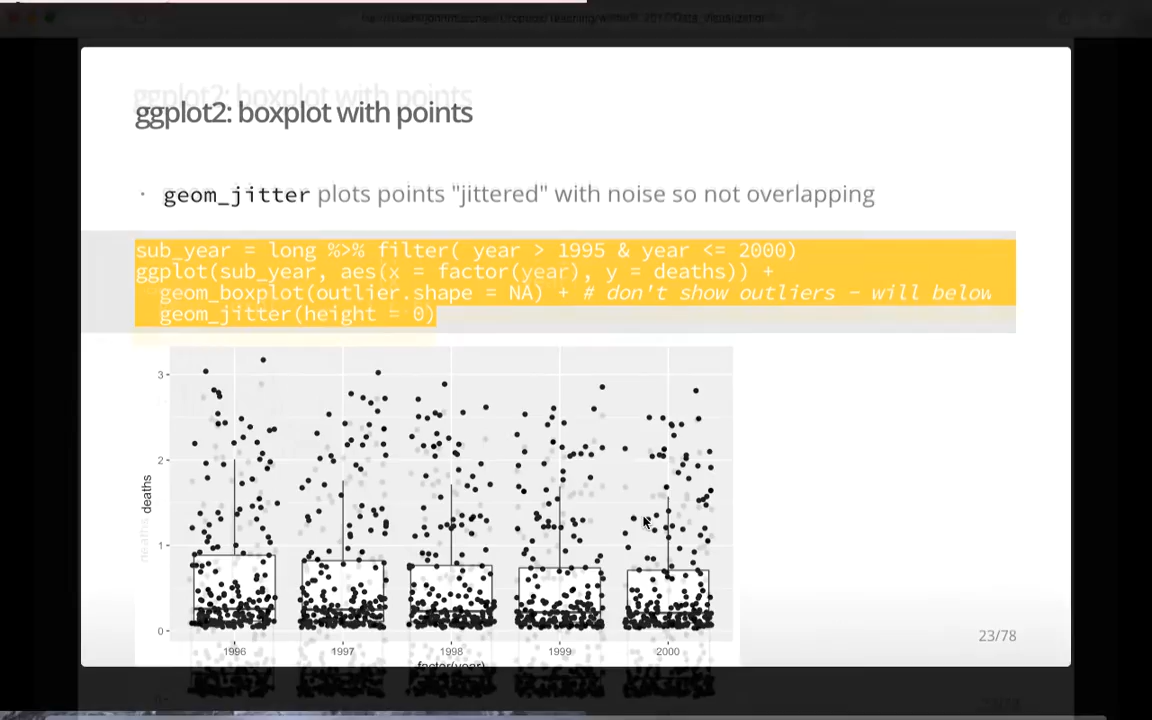 ggplot2: boxplot with points
· geom_jitter plots points "jittered" with noise so not overlapping
sub_year = long %>% filter( year > 1995 & year <= 2000)
ggplot(sub_year, aes(x = factor(year), y = deaths)) +
geom_boxplot(outlier.shape = NA) + # don't show outliers - will below
geom_jitter(height = 0)
3
2
deaths
1
0
1996 1997 1998 1999 2000
factor(year)
23/78